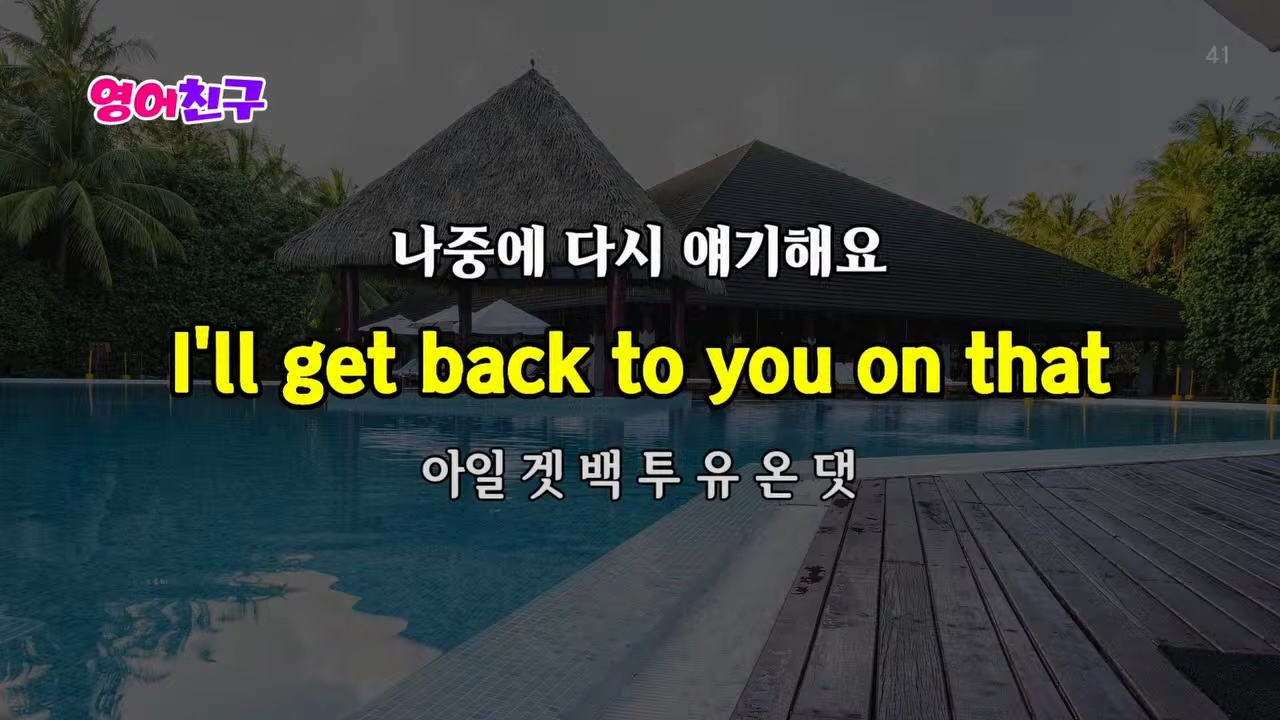 41
영어친구
나중에 다시 얘기해요
I'll get back to you on that
아일 겟 백 투 유 온 댓